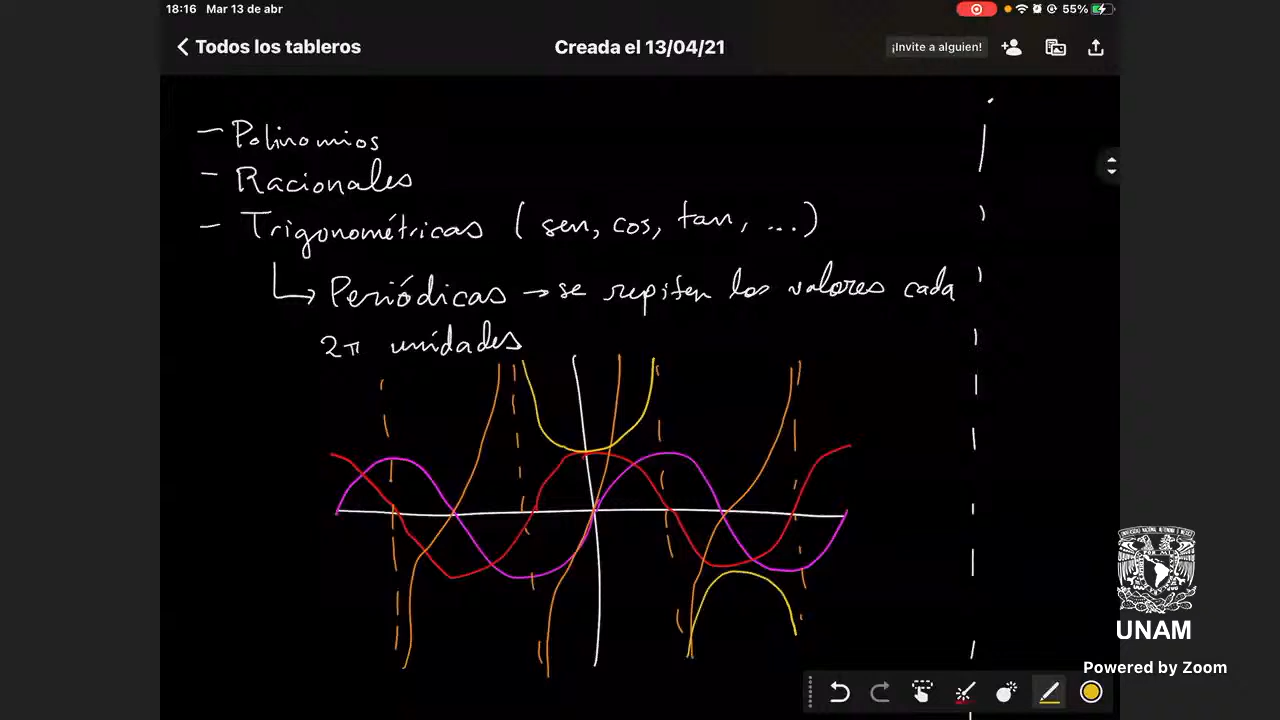 18:16 Mar 13 de abr 55%
Todos los tableros Creada el 13/04/21 ¡Invite a alguien!
- Polinomios
- Racionales
- Trigonométricas (sen, cos, tan, ...)
↳ Periódicas → se repiten los valores cada
2π unidades
UNAM
Powered by Zoom